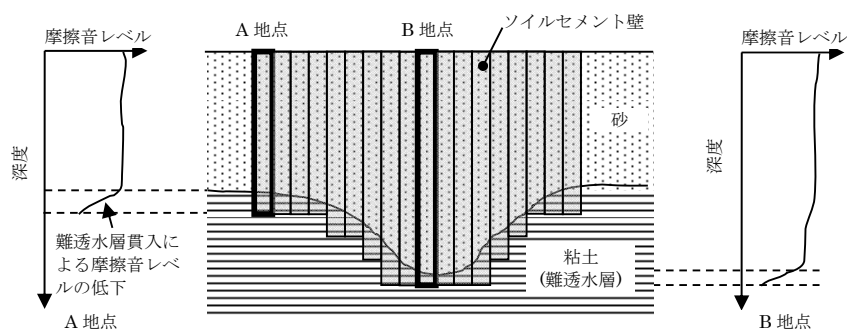 摩擦音レベル
深度
難透水層貫入に
よる摩擦音レベ
ルの低下
A 地点
A 地点
B 地点
ソイルセメント壁
砂
粘土
(難透水層)
摩擦音レベル
深度
B 地点